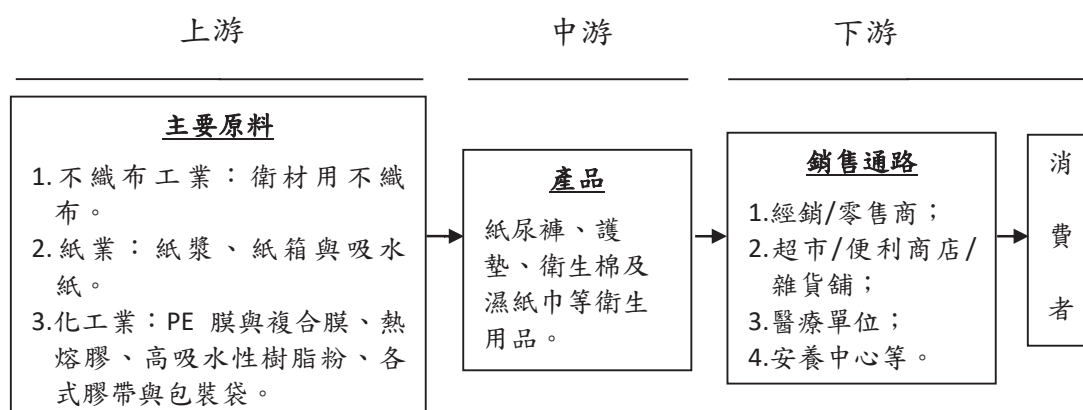 上游
中游
下游
主要原料
1.不織布工業：衛材用不織
布。
2.紙業：紙漿、紙箱與吸水
紙。
3.化工業：PE 膜與複合膜、熱
熔膠、高吸水性樹脂粉、各
式膠帶與包裝袋。
產品
紙尿褲、護
墊、衛生棉及
濕紙巾等衛生
用品。
銷售通路
1.經銷/零售商；
2.超市/便利商店/
雜貨舖；
3.醫療單位；
4.安養中心等。
消
費
者